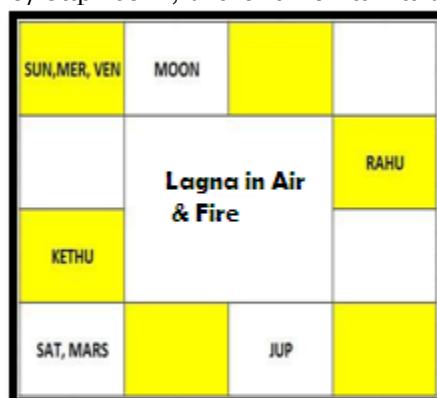 SUN,MER, VEN
MOON
RAHU
Lagna in Air
& Fire
KETHU
SAT, MARS
JUP